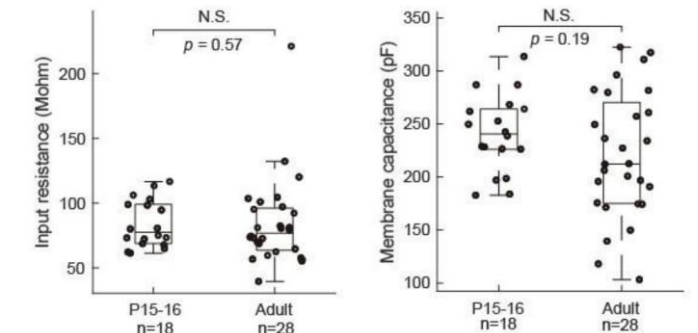 N.S.
p = 0.57
Input resistance (Mohm)
200
150
100
50
P15-16
n=18
Adult
n=28
N.S.
p = 0.19
Membrane capacitance (pF)
350
300
250
200
150
100
P15-16
n=18
Adult
n=28